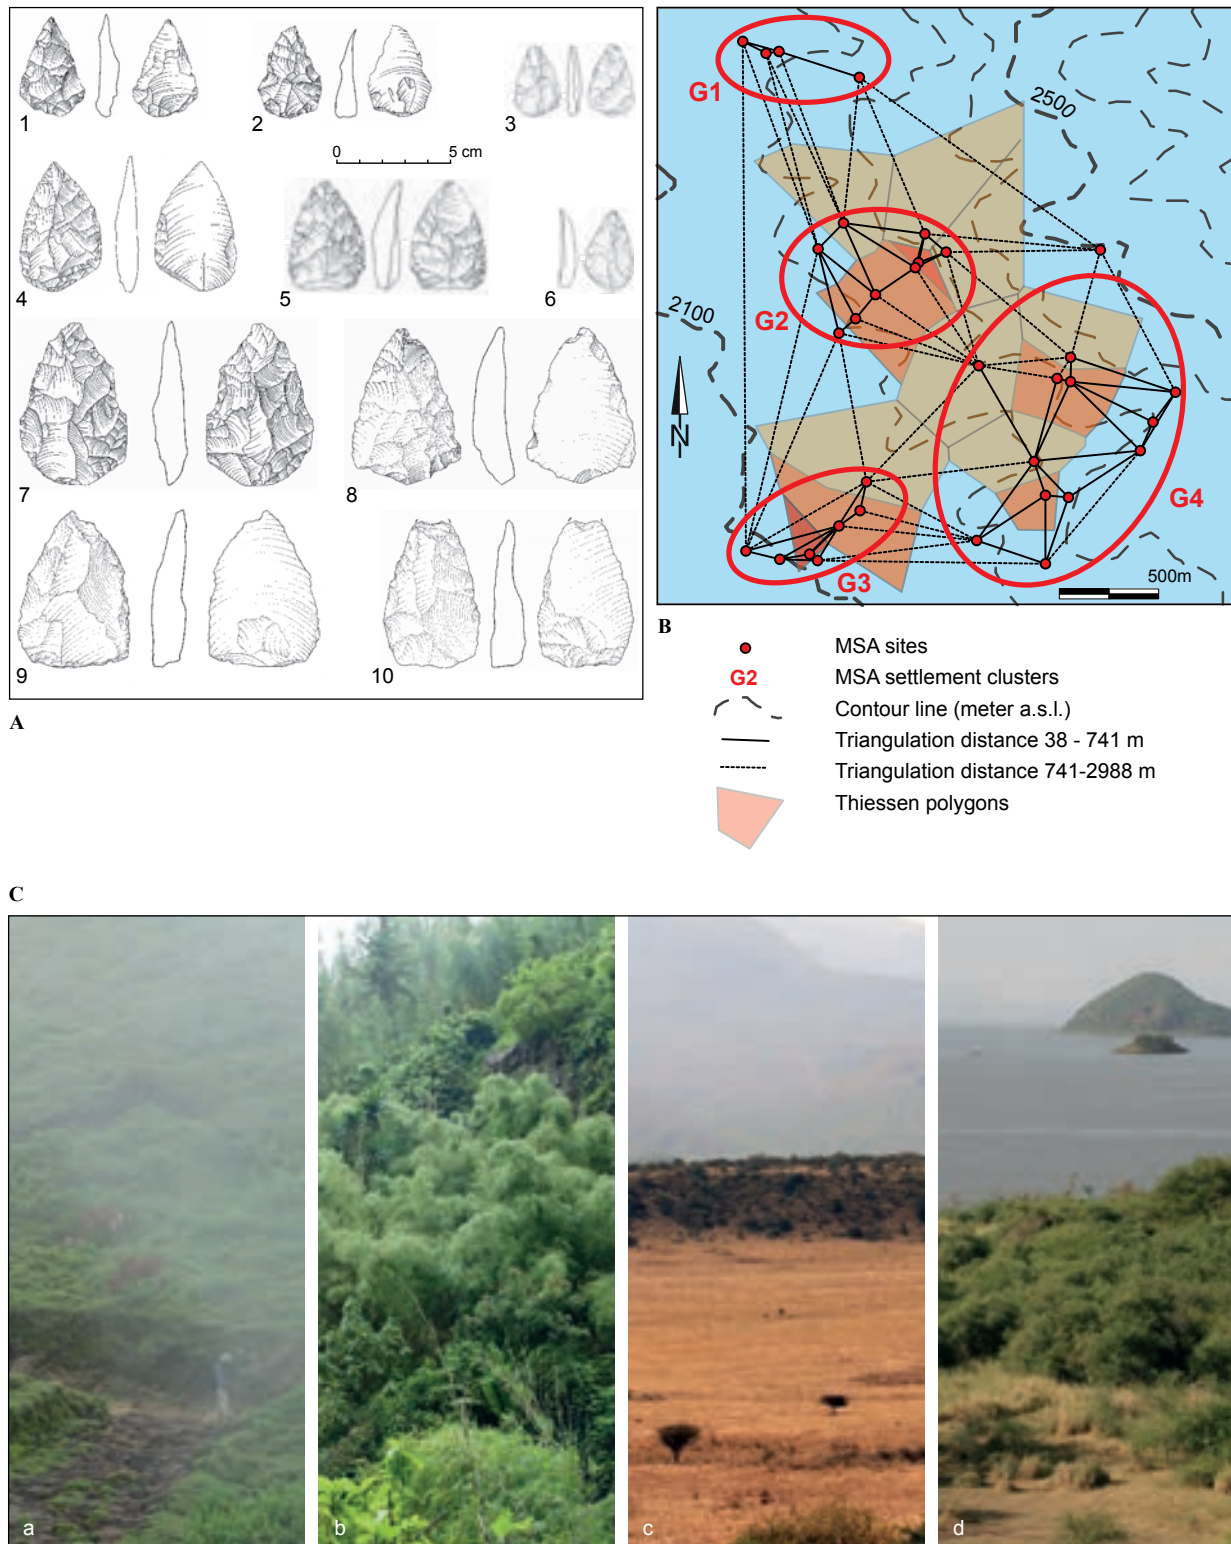 1
2
3
0 5 cm
4
5
6
7
8
9
10
A
G1
2500
2100
G2
G4
G3
N
500m
B
MSA sites
G2 MSA settlement clusters
Contour line (meter a.s.l.)
Triangulation distance 38 - 741 m
Triangulation distance 741-2988 m
Thiessen polygons
C
a
b
c
d